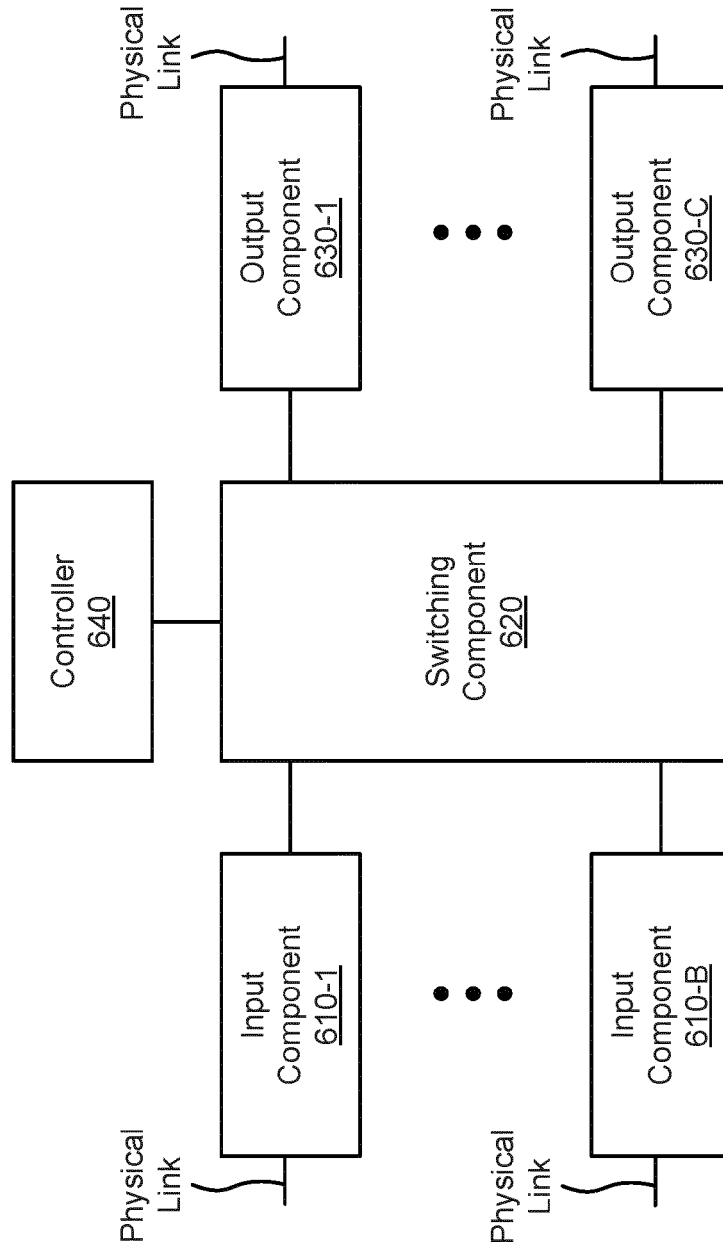 Controller
640
Physical
Link
Input
Component
610-1
Switching
Component
620
Output
Component
630-1
Physical
Link
Physical
Link
Input
Component
610-B
Output
Component
630-C
Physical
Link